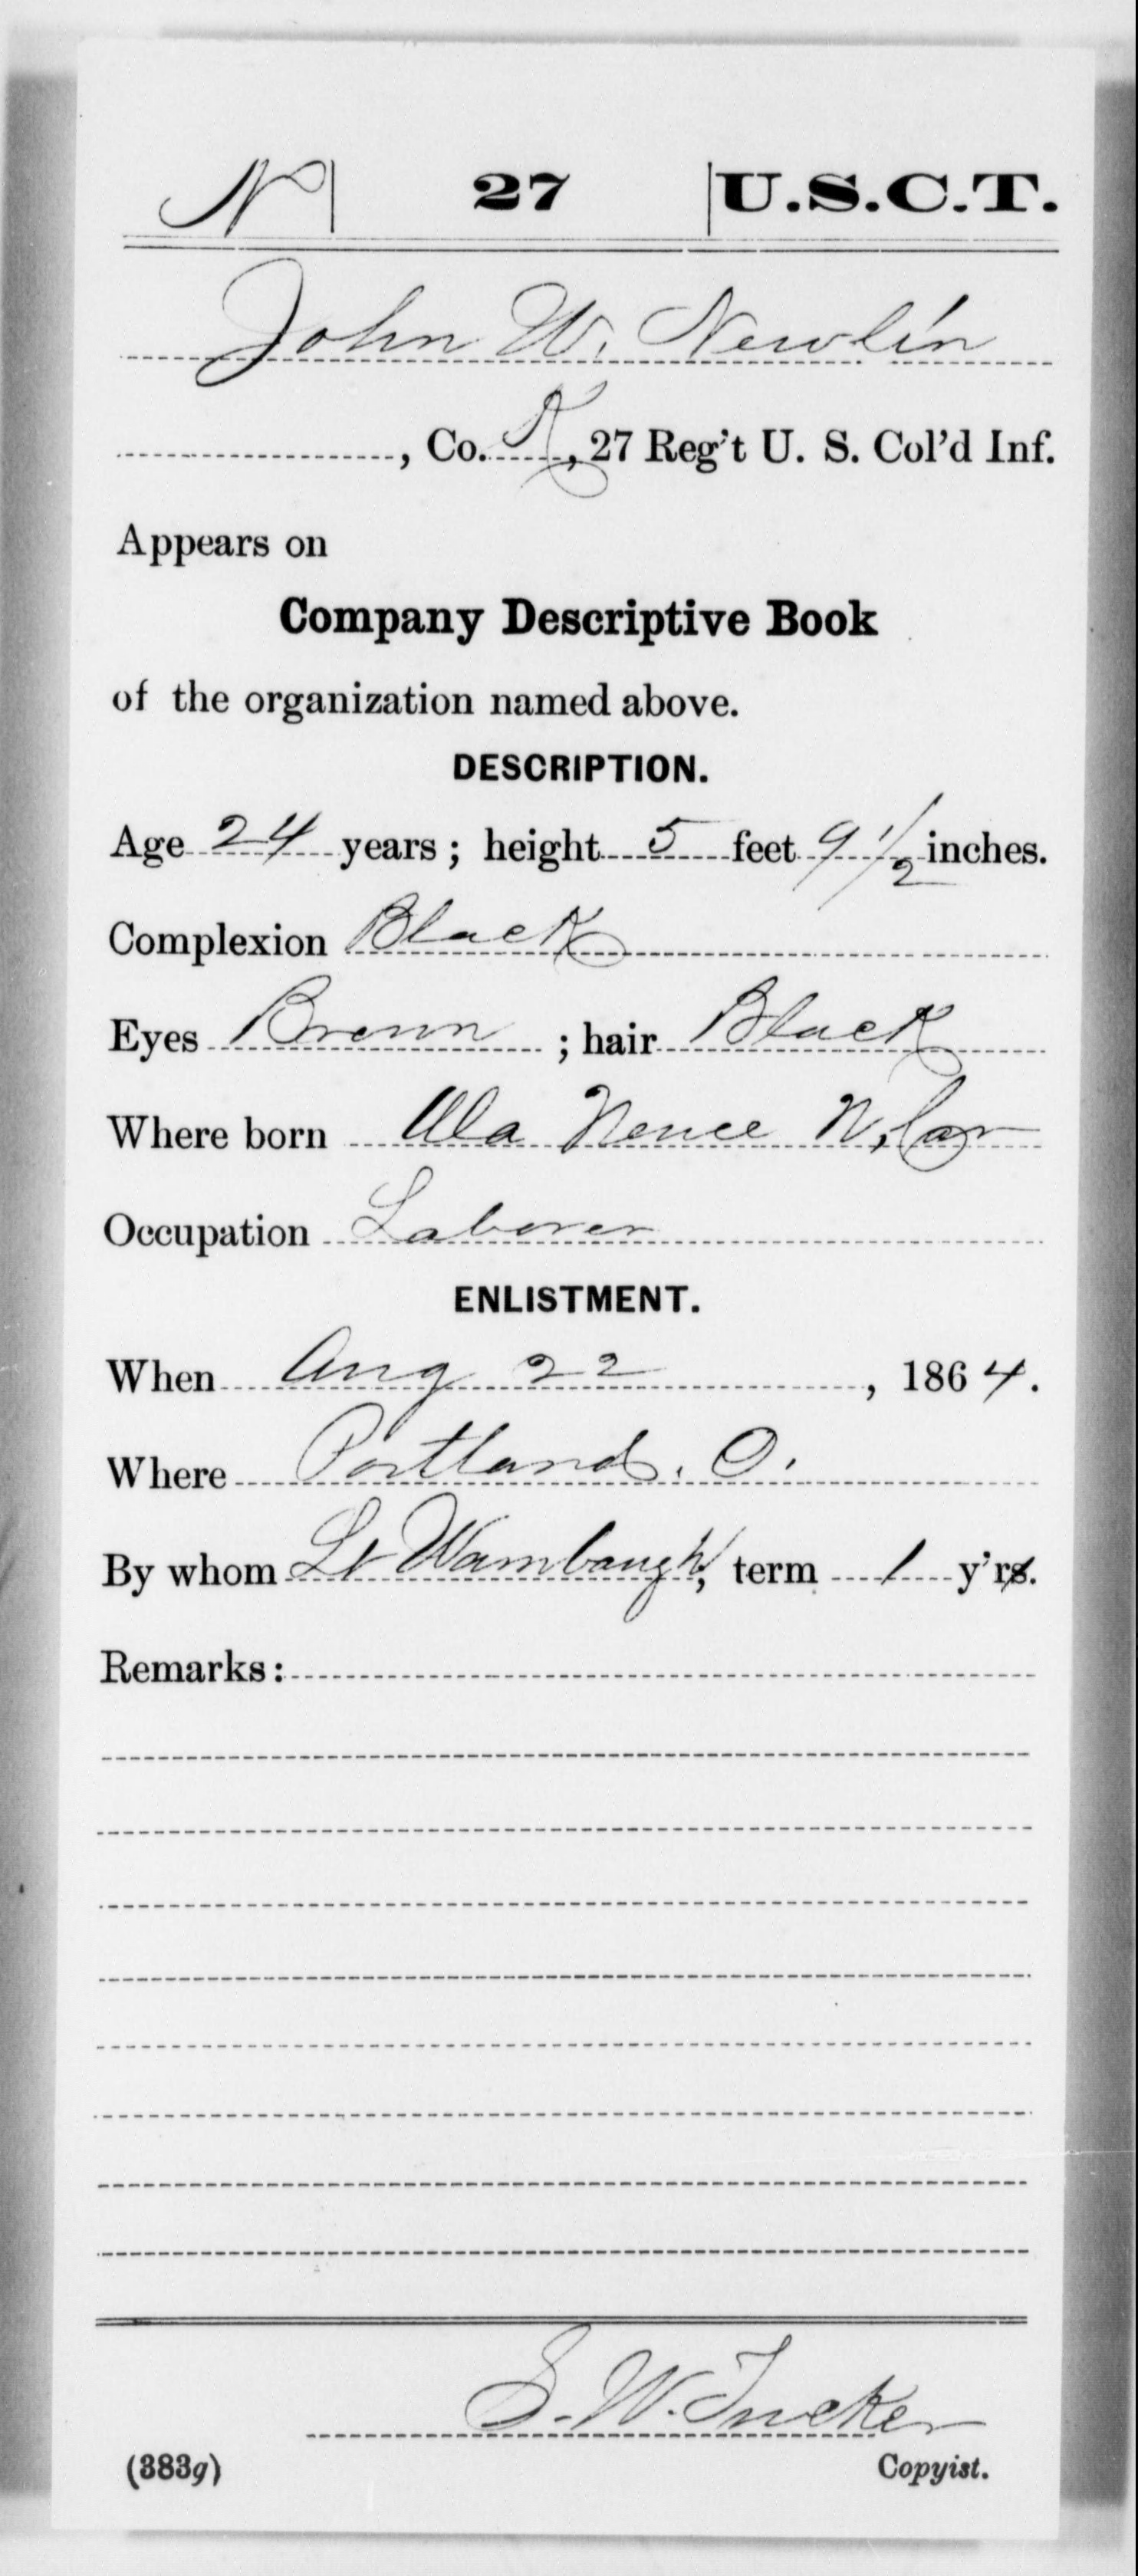 N 27 U.S.C.T.
John W. Newlin
, Co. K, 27 Reg't U. S. Col'd Inf.
Appears on
Company Descriptive Book
of the organization named above.
DESCRIPTION.
Age 24 years; height 5 feet 9 1/2 inches.
Complexion Black
Eyes Brown; hair Black
Where born Ala Nence N. Car
Occupation Laborer
ENLISTMENT.
When Aug 22, 1864.
Where Portland. O.
By whom Lt Wambaugh; term 1 y'rs.
Remarks:
S. W. Tucker
(383g) Copyist.